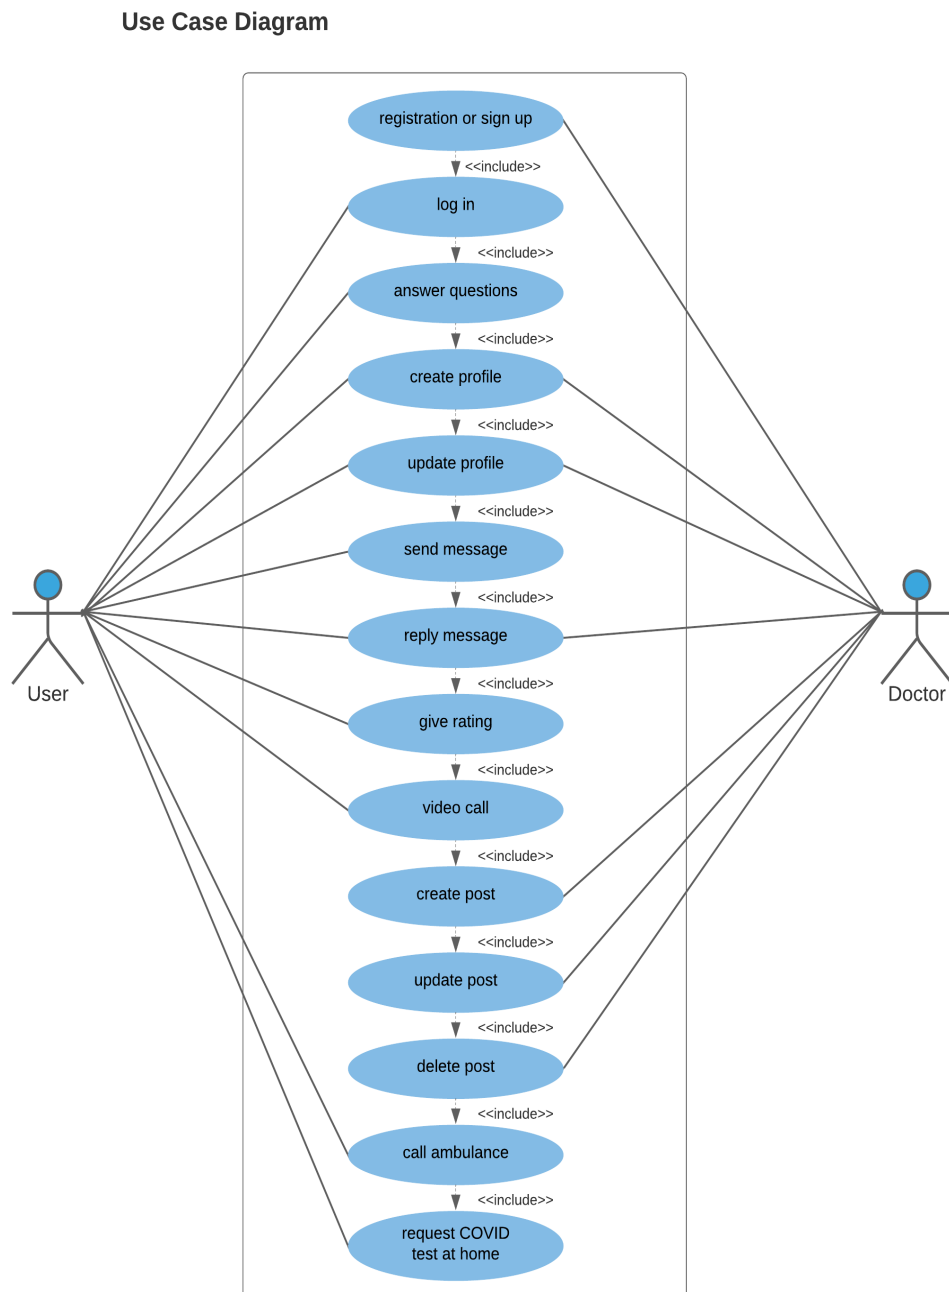 Use Case Diagram
registration or sign up
<<include>>
log in
<<include>>
answer questions
<<include>>
create profile
<<include>>
update profile
<<include>>
send message
<<include>>
reply message
<<include>>
User
Doctor
give rating
<<include>>
video call
<<include>>
create post
<<include>>
update post
<<include>>
delete post
<<include>>
call ambulance
<<include>>
request COVID
test at home